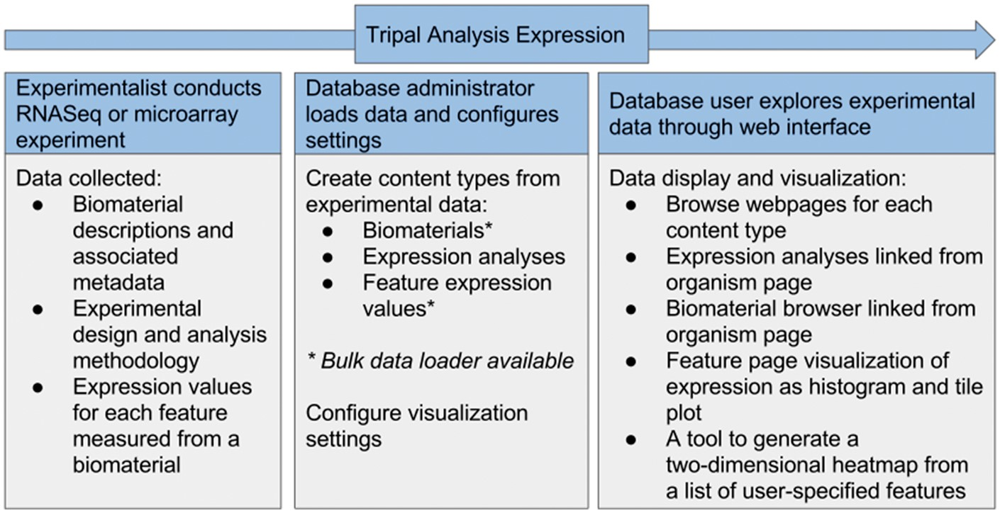 Tripal Analysis Expression
Experimentalist conducts
RNASeq or microarray
experiment
Data collected:
● Biomaterial
descriptions and
associated
metadata
● Experimental
design and analysis
methodology
● Expression values
for each feature
measured from a
biomaterial
Database administrator
loads data and configures
settings
Create content types from
experimental data:
● Biomaterials*
● Expression analyses
● Feature expression
values*
* Bulk data loader available
Configure visualization
settings
Database user explores experimental
data through web interface
Data display and visualization:
● Browse webpages for each
content type
● Expression analyses linked from
organism page
● Biomaterial browser linked from
organism page
● Feature page visualization of
expression as histogram and tile
plot
● A tool to generate a
two-dimensional heatmap from
a list of user-specified features